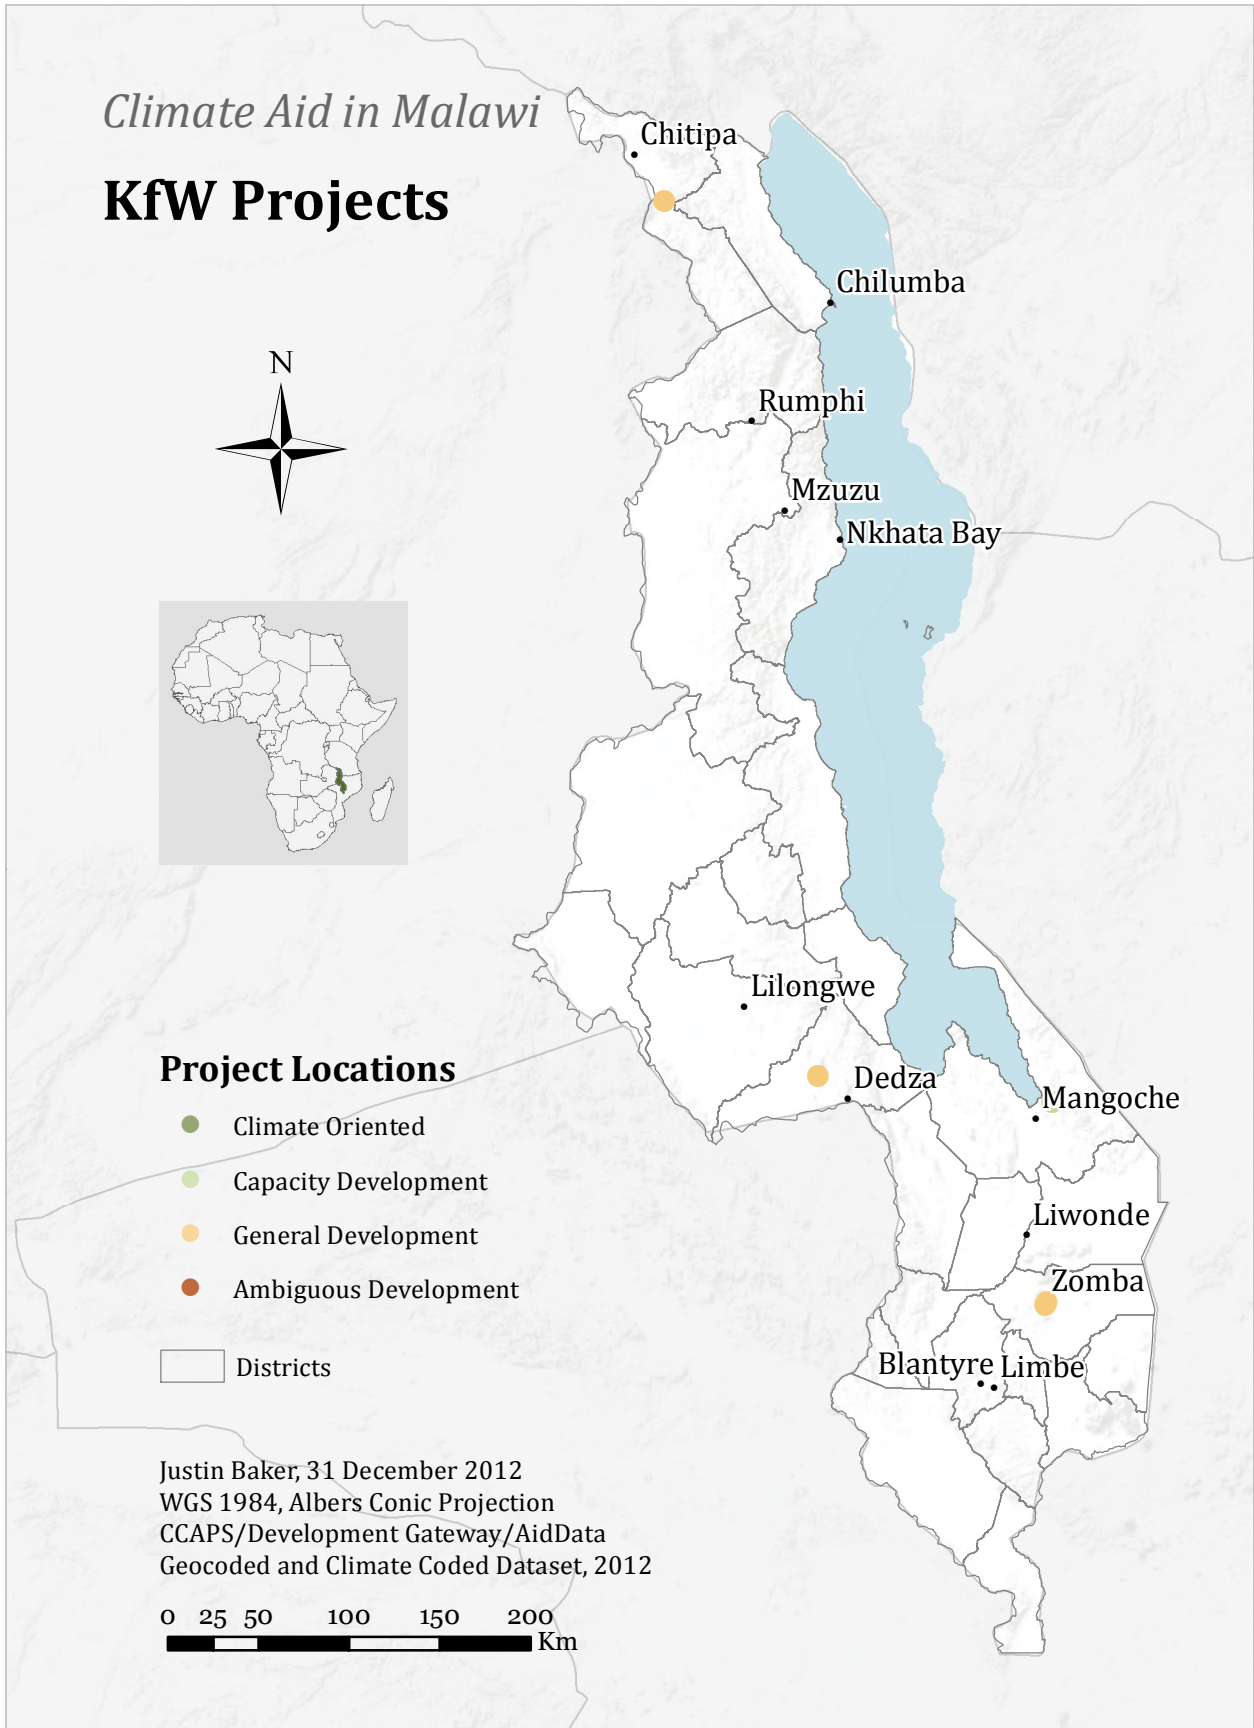 Climate Aid in Malawi
KfW Projects
Chitipa
Chilumba
N
Rumphi
Mzuzu
Nkhata Bay
Lilongwe
Dedza
Mangoche
Liwonde
Zomba
Blantyre
Limbe
Project Locations
Climate Oriented
Capacity Development
General Development
Ambiguous Development
Districts
Justin Baker, 31 December 2012
WGS 1984, Albers Conic Projection
CCAPS/Development Gateway/AidData
Geocoded and Climate Coded Dataset, 2012
0 25 50 100 150 200
Km